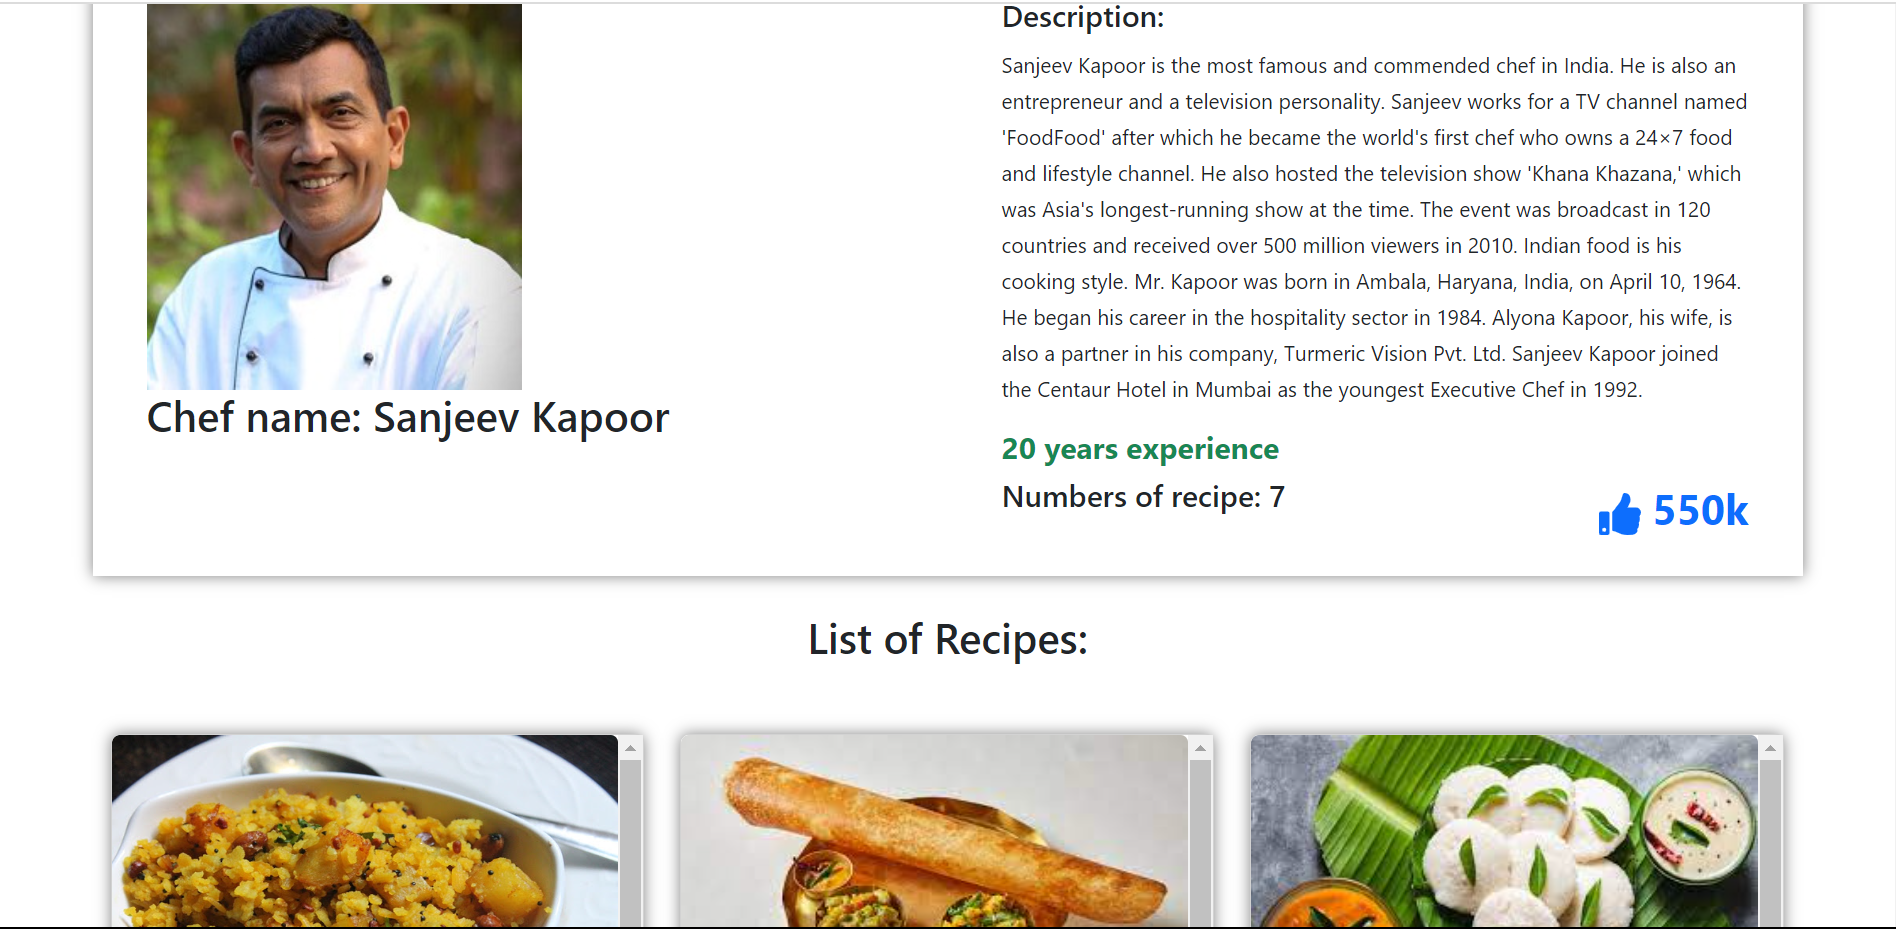 Description:
Sanjeev Kapoor is the most famous and commended chef in India. He is also an
entrepreneur and a television personality. Sanjeev works for a TV channel named
'FoodFood' after which he became the world's first chef who owns a 24×7 food
and lifestyle channel. He also hosted the television show 'Khana Khazana,' which
was Asia's longest-running show at the time. The event was broadcast in 120
countries and received over 500 million viewers in 2010. Indian food is his
cooking style. Mr. Kapoor was born in Ambala, Haryana, India, on April 10, 1964.
He began his career in the hospitality sector in 1984. Alyona Kapoor, his wife, is
also a partner in his company, Turmeric Vision Pvt. Ltd. Sanjeev Kapoor joined
the Centaur Hotel in Mumbai as the youngest Executive Chef in 1992.
Chef name: Sanjeev Kapoor
20 years experience
Numbers of recipe: 7
550k
List of Recipes: